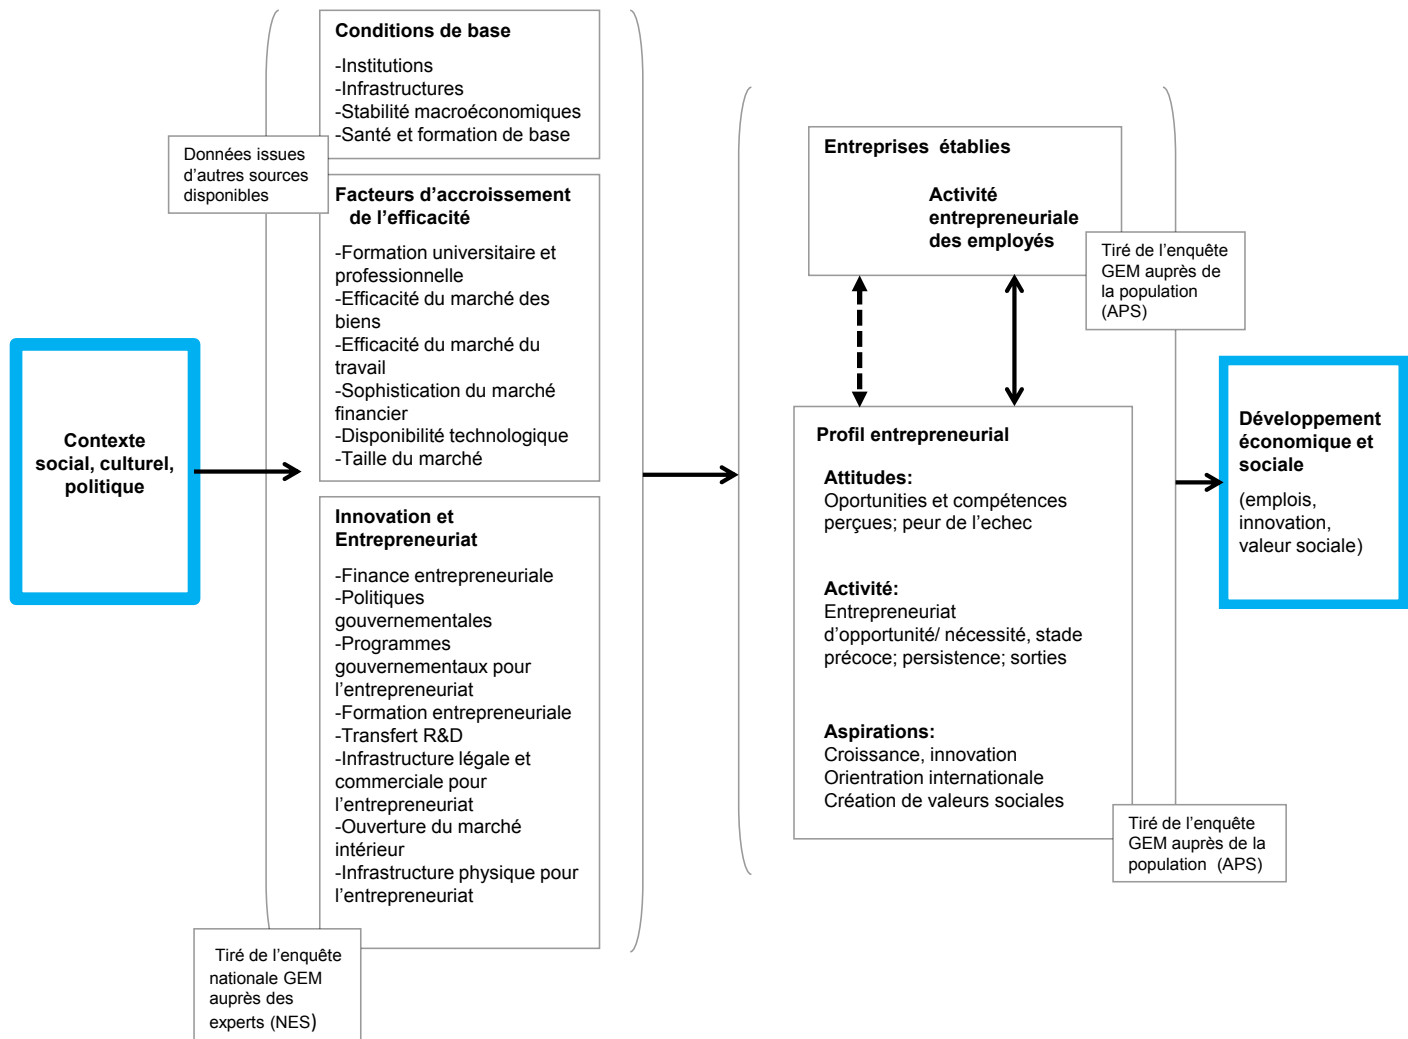 Contexte
social, culturel,
politique
Conditions de base
-Institutions
-Infrastructures
-Stabilité macroéconomiques
-Santé et formation de base
Données issues
d’autres sources
disponibles
Facteurs d’accroissement
de l’efficacité
-Formation universitaire et
professionnelle
-Efficacité du marché des
biens
-Efficacité du marché du
travail
-Sophistication du marché
financier
-Disponibilité technologique
-Taille du marché
Innovation et
Entrepreneuriat
-Finance entrepreneuriale
-Politiques
gouvernementales
-Programmes
gouvernementaux pour
l’entrepreneuriat
-Formation entrepreneuriale
-Transfert R&D
-Infrastructure légale et
commerciale pour
l’entrepreneuriat
-Ouverture du marché
intérieur
-Infrastructure physique pour
l’entrepreneuriat
Tiré de l’enquête
nationale GEM
auprès des
experts (NES)
Entreprises établies
Activité
entrepreneuriale
des employés
Tiré de l’enquête
GEM auprès de
la population
(APS)
Profil entrepreneurial
Attitudes:
Oportunities et compétences
perçues; peur de l’echec
Activité:
Entrepreneuriat
d’opportunité/ nécessité, stade
précoce; persistence; sorties
Aspirations:
Croissance, innovation
Orientration internationale
Création de valeurs sociales
Tiré de l’enquête
GEM auprès de la
population (APS)
Développement
économique et
sociale
(emplois,
innovation,
valeur sociale)